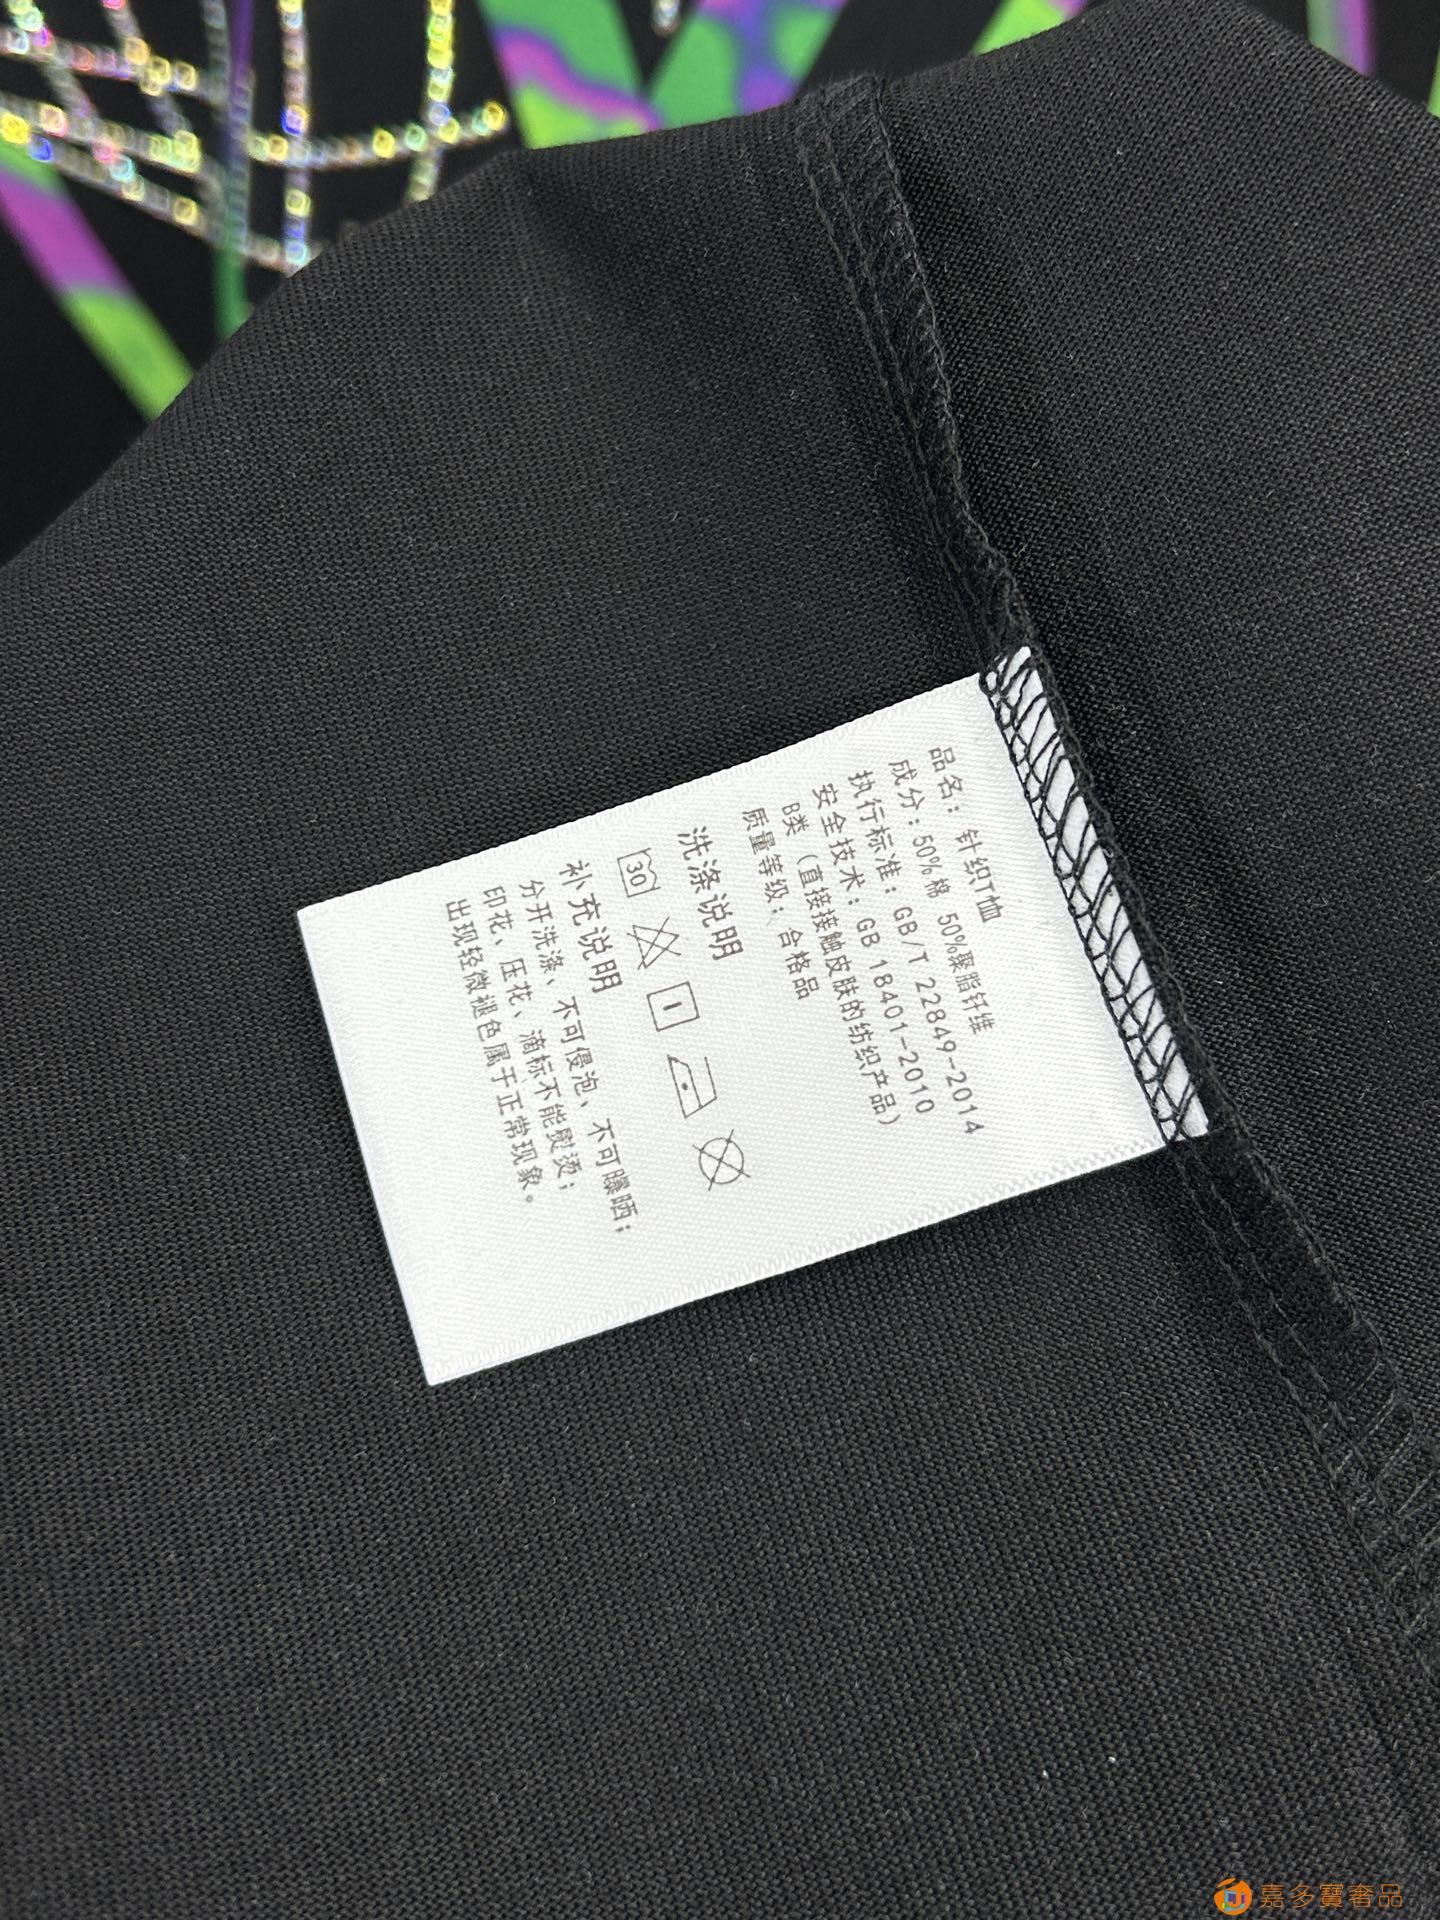 品名：针织T恤
成分：50%棉 50%聚脂钎维
执行标准：GB/T 22849-2014
安全技术：GB 18401-2010
B类（直接接触皮肤的纺织产品）
质量等级：合格品
洗涤说明
30
补充说明
分开洗涤、不可侵泡、不可曝晒；
印花、压花、滴标不能熨烫；
出现轻微褪色属于正常现象。
嘉多寶奢品